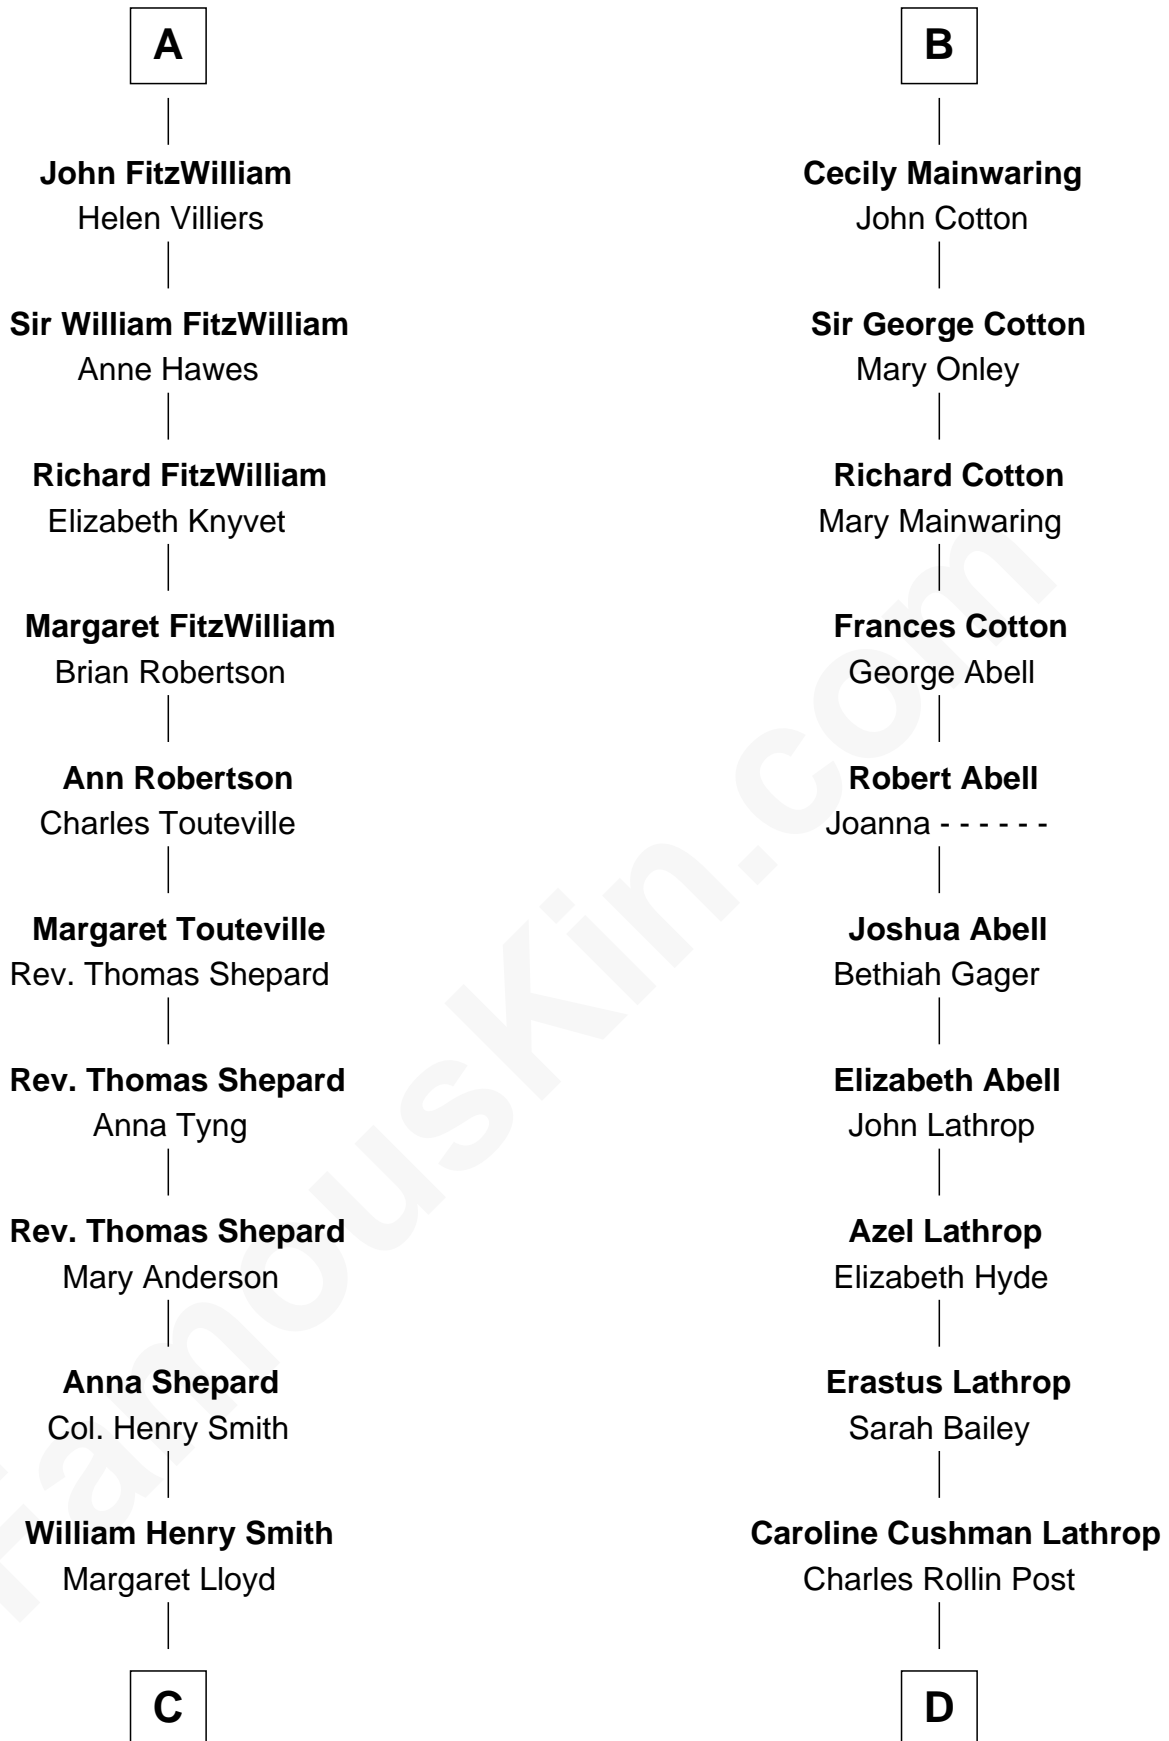 A
John FitzWilliam
Helen Villiers
Sir William FitzWilliam
Anne Hawes
Richard FitzWilliam
Elizabeth Knyvet
Margaret FitzWilliam
Brian Robertson
Ann Robertson
Charles Touteville
Margaret Touteville
Rev. Thomas Shepard
Rev. Thomas Shepard
Anna Tyng
Rev. Thomas Shepard
Mary Anderson
Anna Shepard
Col. Henry Smith
William Henry Smith
Margaret Lloyd
C
B
Cecily Mainwaring
John Cotton
Sir George Cotton
Mary Onley
Richard Cotton
Mary Mainwaring
Frances Cotton
George Abell
Robert Abell
Joanna - - - - - -
Joshua Abell
Bethiah Gager
Elizabeth Abell
John Lathrop
Azel Lathrop
Elizabeth Hyde
Erastus Lathrop
Sarah Bailey
Caroline Cushman Lathrop
Charles Rollin Post
D
FamousKin.com